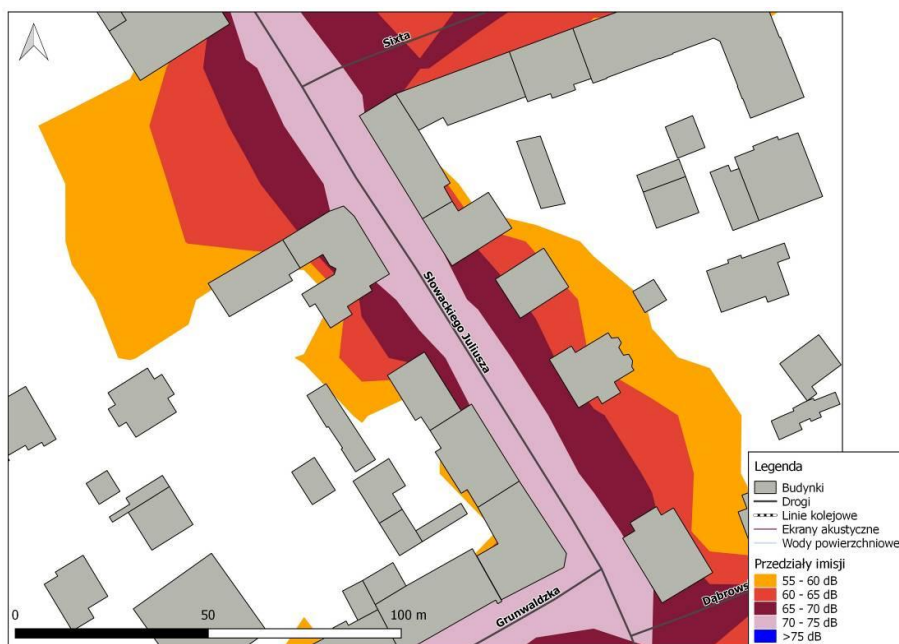 Sixta
Słowackiego Juliusza
Grunwaldzka
0 50 100 m
Legenda
Budynki
Drogi
Linie kolejowe
Ekrany akustyczne
Wody powierzchniowe
Przedziały imisji
55 - 60 dB
60 - 65 dB
65 - 70 dB
70 - 75 dB
>75 dB